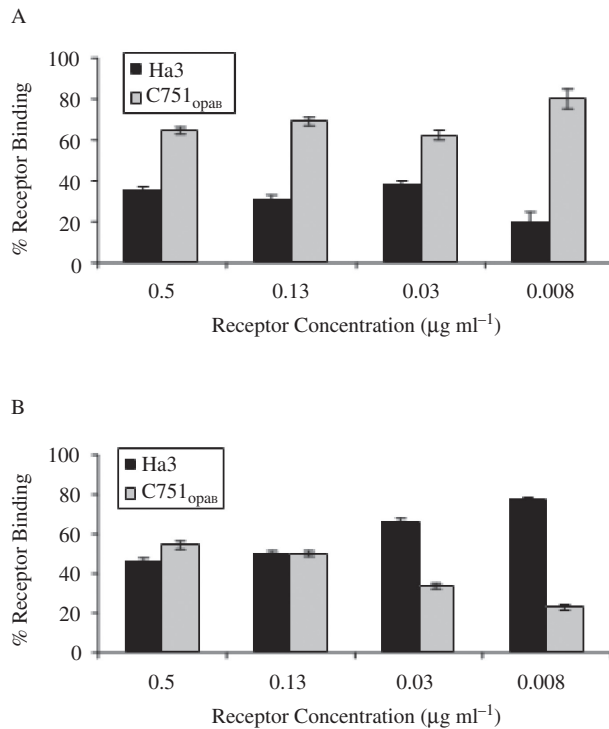 A
Ha3
C751opaB
% Receptor Binding
100
80
60
40
20
0
0.5 0.13 0.03 0.008
Receptor Concentration (µg ml⁻¹)
B
Ha3
C751opaB
% Receptor Binding
100
80
60
40
20
0
0.5 0.13 0.03 0.008
Receptor Concentration (µg ml⁻¹)